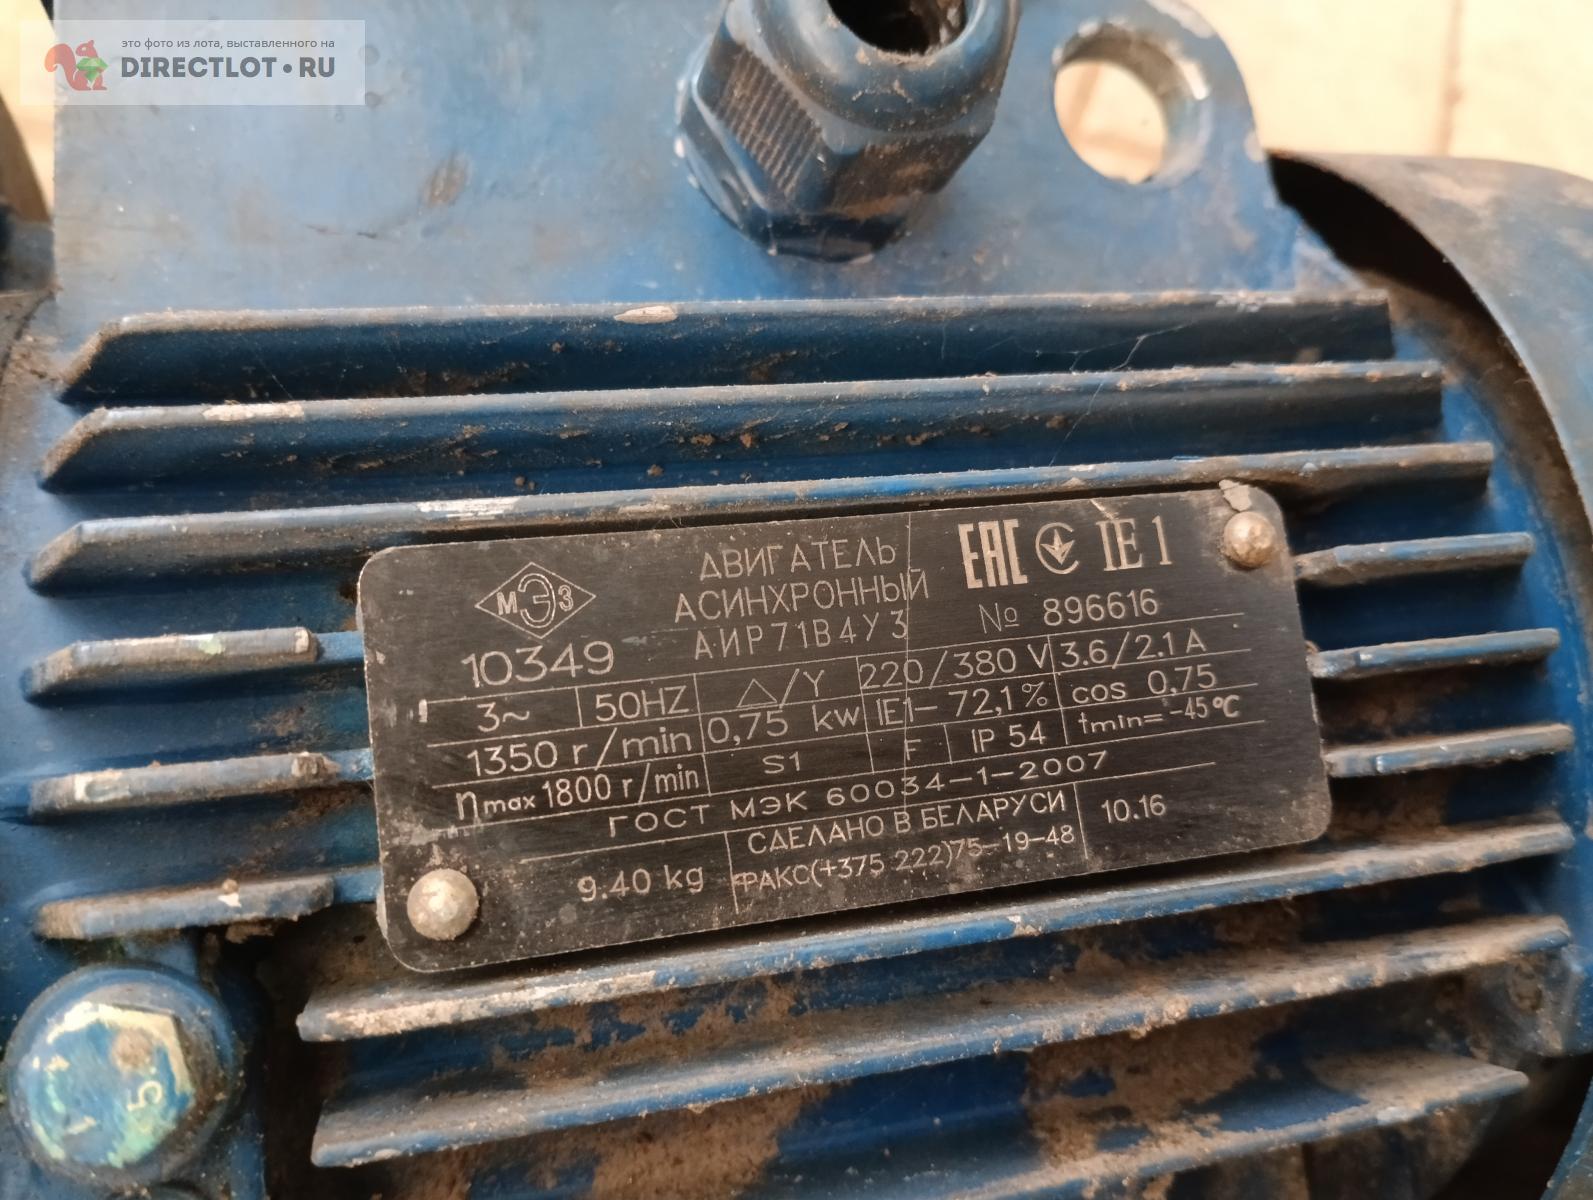 это фото из лота, выставленного на
DIRECTLOT•RU
МЭЗ
10349
ДВИГАТЕЛЬ
АСИНХРОННЫЙ
АИР71В4У3
EAC IE1
№ 896616
3~ 50HZ △/Y 220/380 V 3.6/2.1 A
1350 r/min 0,75 kw IE1-72,1% cos 0,75
nmax 1800 r/min S1 F IP 54 tmin=-45°C
ГОСТ МЭК 60034-1-2007
9.40 kg СДЕЛАНО В БЕЛАРУСИ 10.16
ФАКС(+375 222)75-19-48